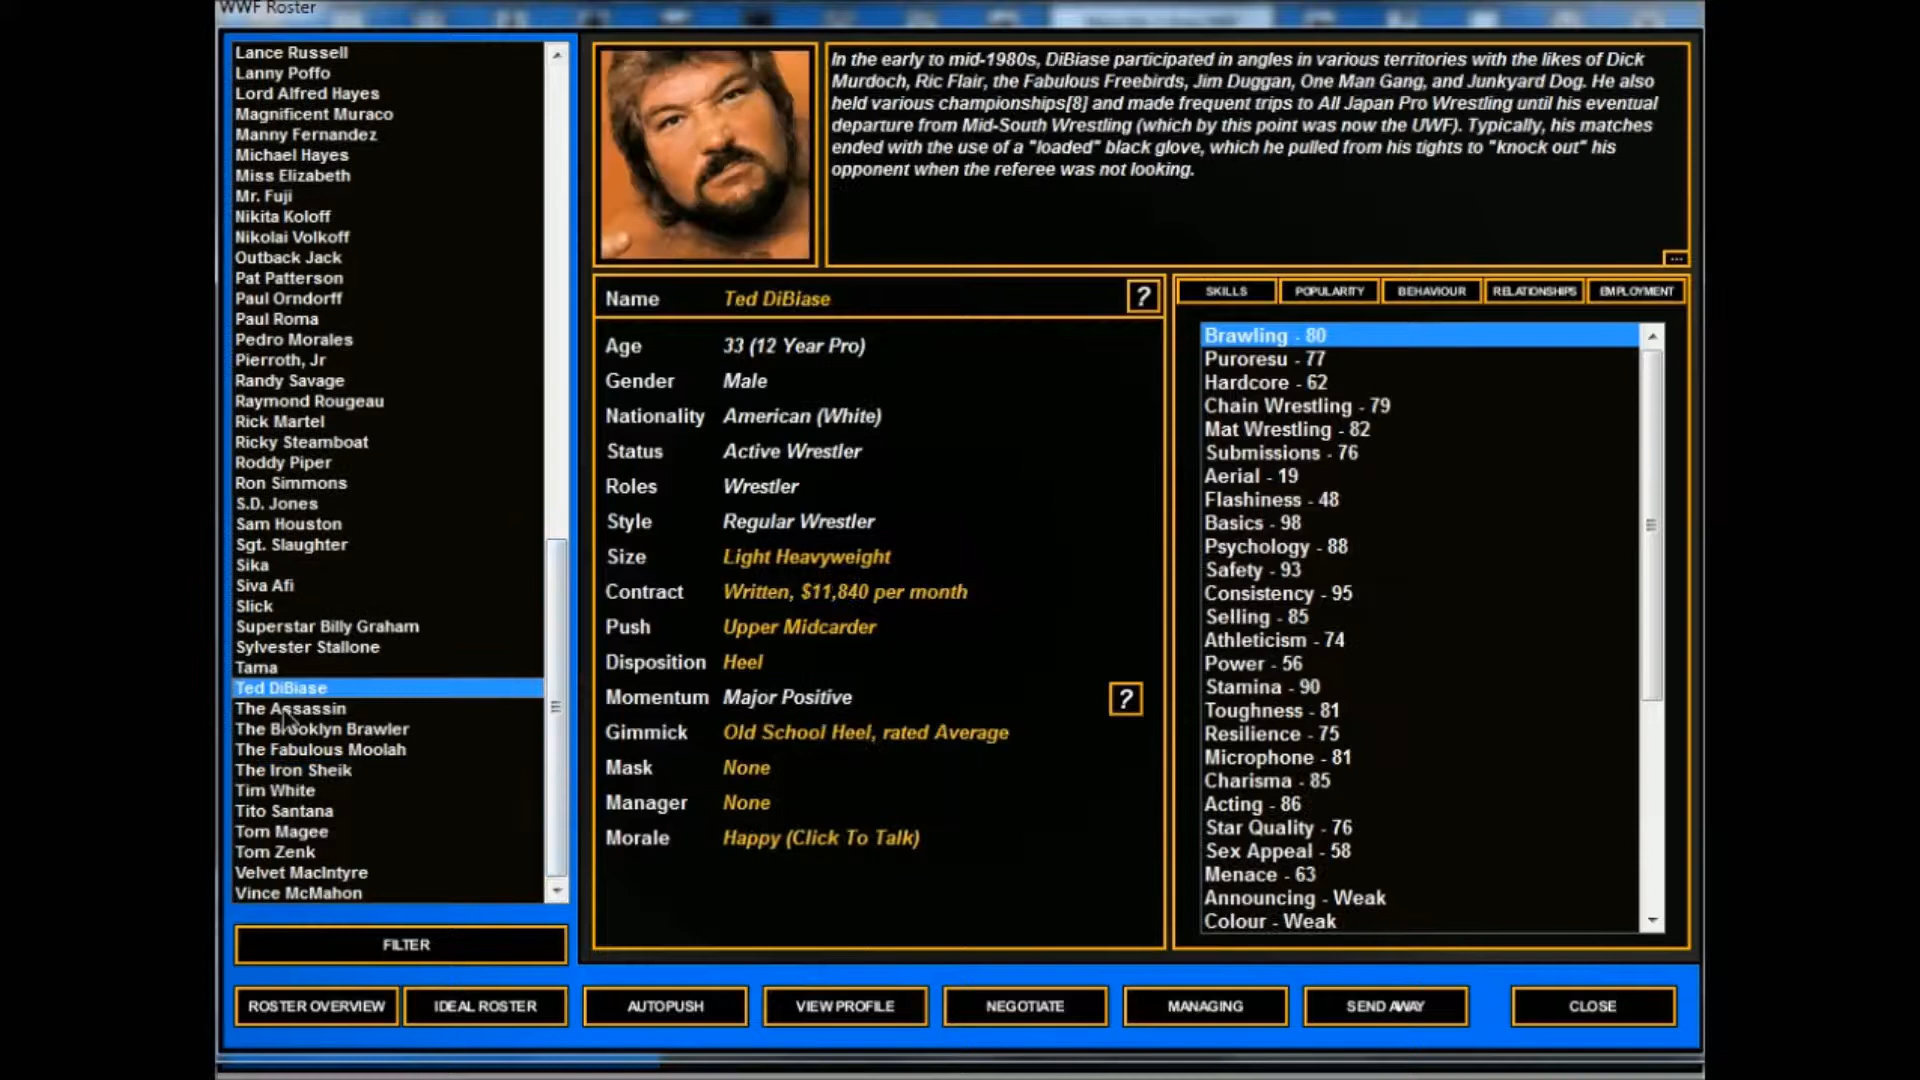 WWF Roster
Lance Russell
Lanny Poffo
Lord Alfred Hayes
Magnificent Muraco
Manny Fernandez
Michael Hayes
Miss Elizabeth
Mr. Fuji
Nikita Koloff
Nikolai Volkoff
Outback Jack
Pat Patterson
Paul Orndorff
Paul Roma
Pedro Morales
Pierroth, Jr
Randy Savage
Raymond Rougeau
Rick Martel
Ricky Steamboat
Roddy Piper
Ron Simmons
S.D. Jones
Sam Houston
Sgt. Slaughter
Sika
Siva Afi
Slick
Superstar Billy Graham
Sylvester Stallone
Tama
Ted DiBiase
The Assassin
The Brooklyn Brawler
The Fabulous Moolah
The Iron Sheik
Tim White
Tito Santana
Tom Magee
Tom Zenk
Velvet MacIntyre
Vince McMahon
FILTER
In the early to mid-1980s, DiBiase participated in angles in various territories with the likes of Dick
Murdoch, Ric Flair, the Fabulous Freebirds, Jim Duggan, One Man Gang, and Junkyard Dog. He also
held various championships[8] and made frequent trips to All Japan Pro Wrestling until his eventual
departure from Mid-South Wrestling (which by this point was now the UWF). Typically, his matches
ended with the use of a "loaded" black glove, which he pulled from his tights to "knock out" his
opponent when the referee was not looking.
...
Name Ted DiBiase ?
Age 33 (12 Year Pro)
Gender Male
Nationality American (White)
Status Active Wrestler
Roles Wrestler
Style Regular Wrestler
Size Light Heavyweight
Contract Written, $11,840 per month
Push Upper Midcarder
Disposition Heel
Momentum Major Positive ?
Gimmick Old School Heel, rated Average
Mask None
Manager None
Morale Happy (Click To Talk)
SKILLS POPULARITY BEHAVIOUR RELATIONSHIPS EMPLOYMENT
Brawling - 80
Puroresu - 77
Hardcore - 62
Chain Wrestling - 79
Mat Wrestling - 82
Submissions - 76
Aerial - 19
Flashiness - 48
Basics - 98
Psychology - 88
Safety - 93
Consistency - 95
Selling - 85
Athleticism - 74
Power - 56
Stamina - 90
Toughness - 81
Resilience - 75
Microphone - 81
Charisma - 85
Acting - 86
Star Quality - 76
Sex Appeal - 58
Menace - 63
Announcing - Weak
Colour - Weak
ROSTER OVERVIEW IDEAL ROSTER AUTOPUSH VIEW PROFILE NEGOTIATE MANAGING SEND AWAY CLOSE